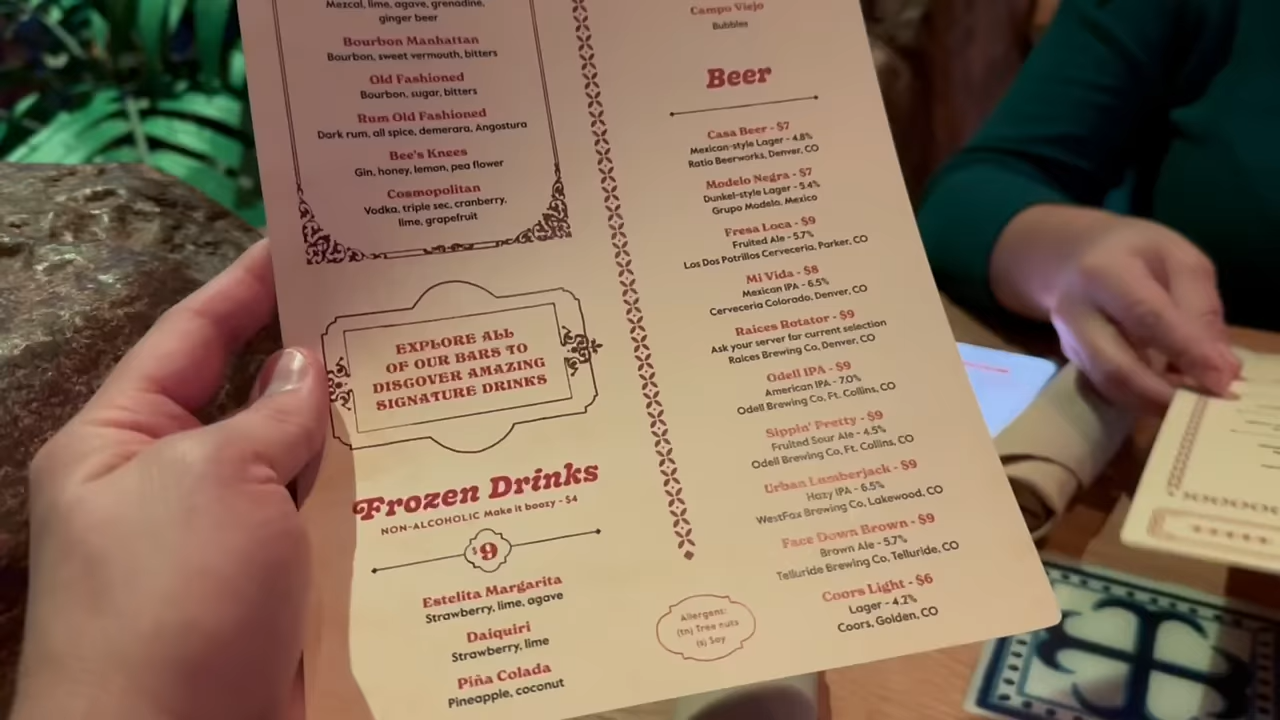 Mezcal, lime, agave, grenadine,
ginger beer
Bourbon Manhattan
Bourbon, sweet vermouth, bitters
Old Fashioned
Bourbon, sugar, bitters
Rum Old Fashioned
Dark rum, all spice, demerara, Angostura
Bee's Knees
Gin, honey, lemon, pea flower
Cosmopolitan
Vodka, triple sec, cranberry,
lime, grapefruit
EXPLORE ALL
OF OUR BARS TO
DISCOVER AMAZING
SIGNATURE DRINKS
Frozen Drinks
NON-ALCOHOLIC Make it boozy - $4
$9
Estelita Margarita
Strawberry, lime, agave
Daiquiri
Strawberry, lime
Piña Colada
Pineapple, coconut
Campo Viejo
Bubbles
Beer
Casa Beer - $7
Mexican-style Lager - 4.8%
Ratio Beerworks, Denver, CO
Modelo Negra - $7
Dunkel-style Lager - 5.4%
Grupo Modelo, Mexico
Fresa Loca - $9
Fruited Ale - 5.7%
Los Dos Potrillos Cerveceria, Parker, CO
Mi Vida - $8
Mexican IPA - 6.5%
Cerveceria Colorado, Denver, CO
Raices Rotator - $9
Ask your server for current selection
Raices Brewing Co, Denver, CO
Odell IPA - $9
American IPA - 7.0%
Odell Brewing Co, Ft. Collins, CO
Sippin' Pretty - $9
Fruited Sour Ale - 4.5%
Odell Brewing Co, Ft. Collins, CO
Urban Lumberjack - $9
Hazy IPA - 6.5%
WestFax Brewing Co, Lakewood, CO
Face Down Brown - $9
Brown Ale - 5.7%
Telluride Brewing Co, Telluride, CO
Coors Light - $6
Lager - 4.2%
Coors, Golden, CO
Allergent:
(tn) Tree nuts
(s) Soy